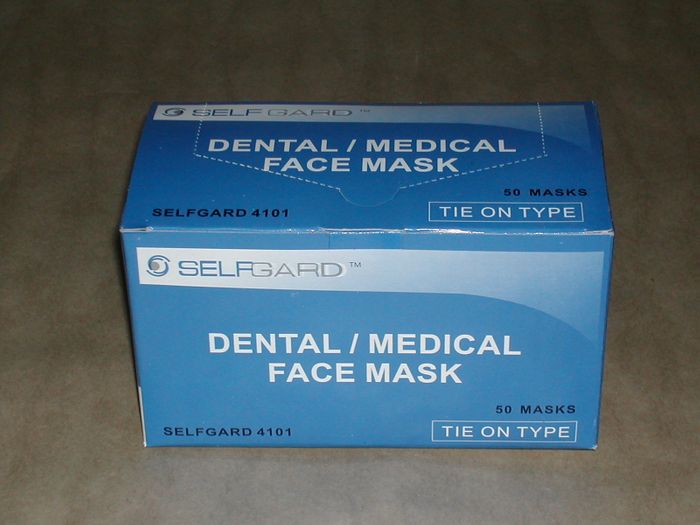 SELFGARD™
DENTAL / MEDICAL
FACE MASK
50 MASKS
SELFGARD 4101
TIE ON TYPE
SELFGARD™
DENTAL / MEDICAL
FACE MASK
50 MASKS
SELFGARD 4101
TIE ON TYPE